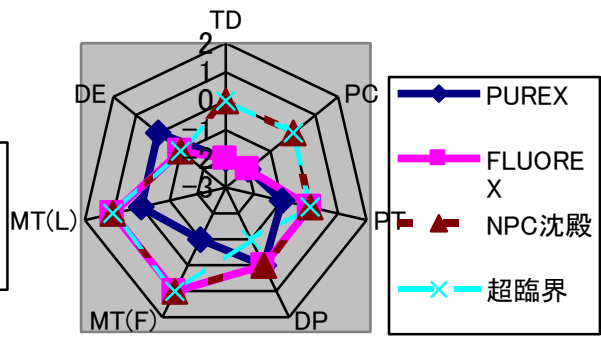 TD
2
1
0
-1
-2
-3
PC
PT
DP
MT(F)
MT(L)
DE
PUREX
FLUORE
X
NPC沈殿
超臨界